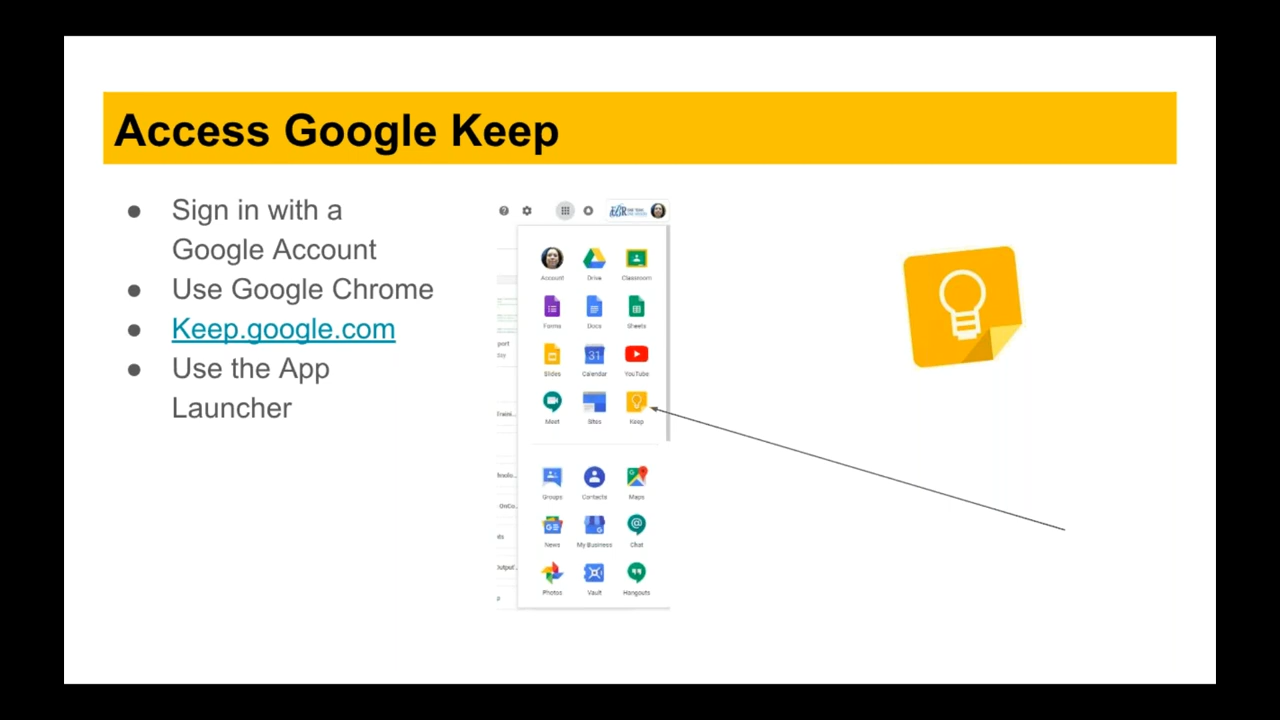 Access Google Keep
● Sign in with a
Google Account
● Use Google Chrome
● Keep.google.com
● Use the App
Launcher
Account Drive Classroom
Forms Docs Sheets
Slides Calendar YouTube
31
Meet Sites Keep
Groups Contacts Maps
News My Business Chat
Photos Vault Hangouts